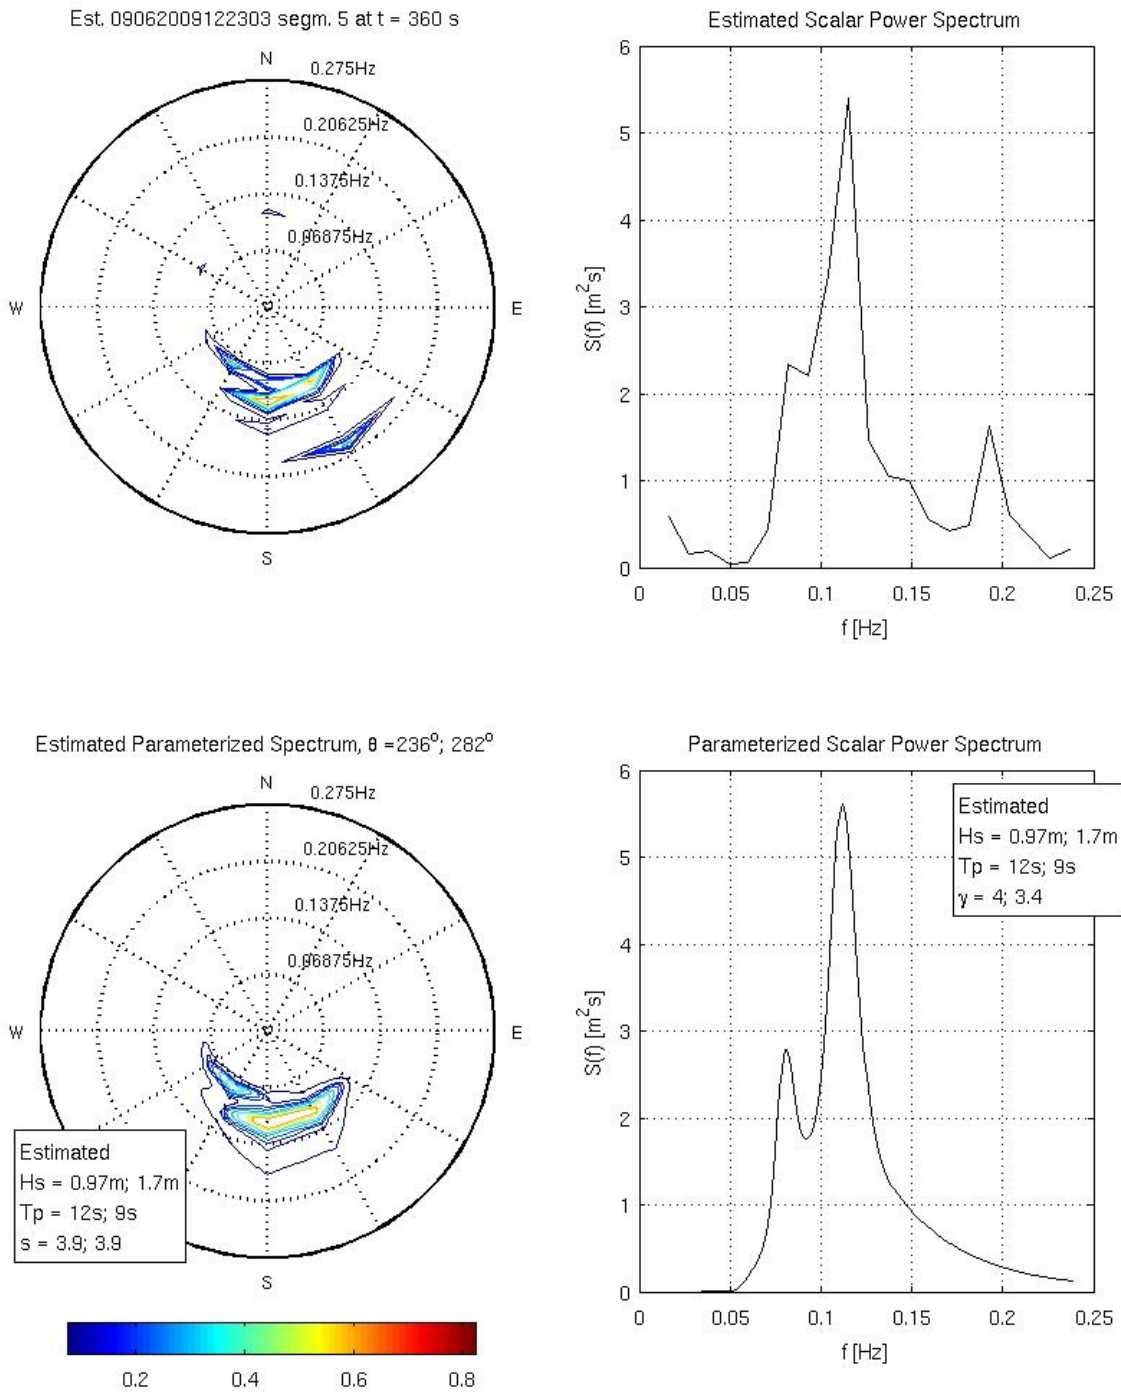 Est. 09062009122303 segm. 5 at t = 360 s
N
0.275Hz
0.20625Hz
0.1375Hz
0.06875Hz
W
E
S
Estimated Scalar Power Spectrum
6
5
4
3
2
1
0
S(f) [m²s]
0 0.05 0.1 0.15 0.2 0.25
f [Hz]
Estimated Parameterized Spectrum, θ =236°; 282°
N
0.275Hz
0.20625Hz
0.1375Hz
0.06875Hz
W
E
S
Estimated
Hs = 0.97m; 1.7m
Tp = 12s; 9s
s = 3.9; 3.9
0.2 0.4 0.6 0.8
Parameterized Scalar Power Spectrum
6
5
4
3
2
1
0
S(f) [m²s]
Estimated
Hs = 0.97m; 1.7m
Tp = 12s; 9s
γ = 4; 3.4
0 0.05 0.1 0.15 0.2 0.25
f [Hz]